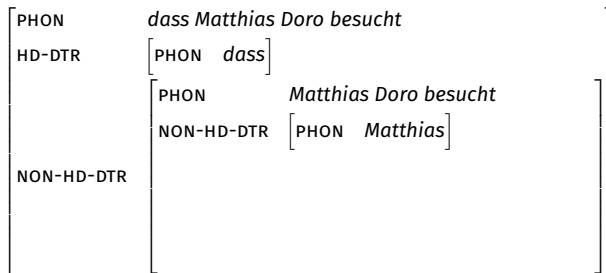 PHON dass Matthias Doro besucht
HD-DTR [PHON dass]
PHON Matthias Doro besucht
NON-HD-DTR [PHON Matthias]
NON-HD-DTR